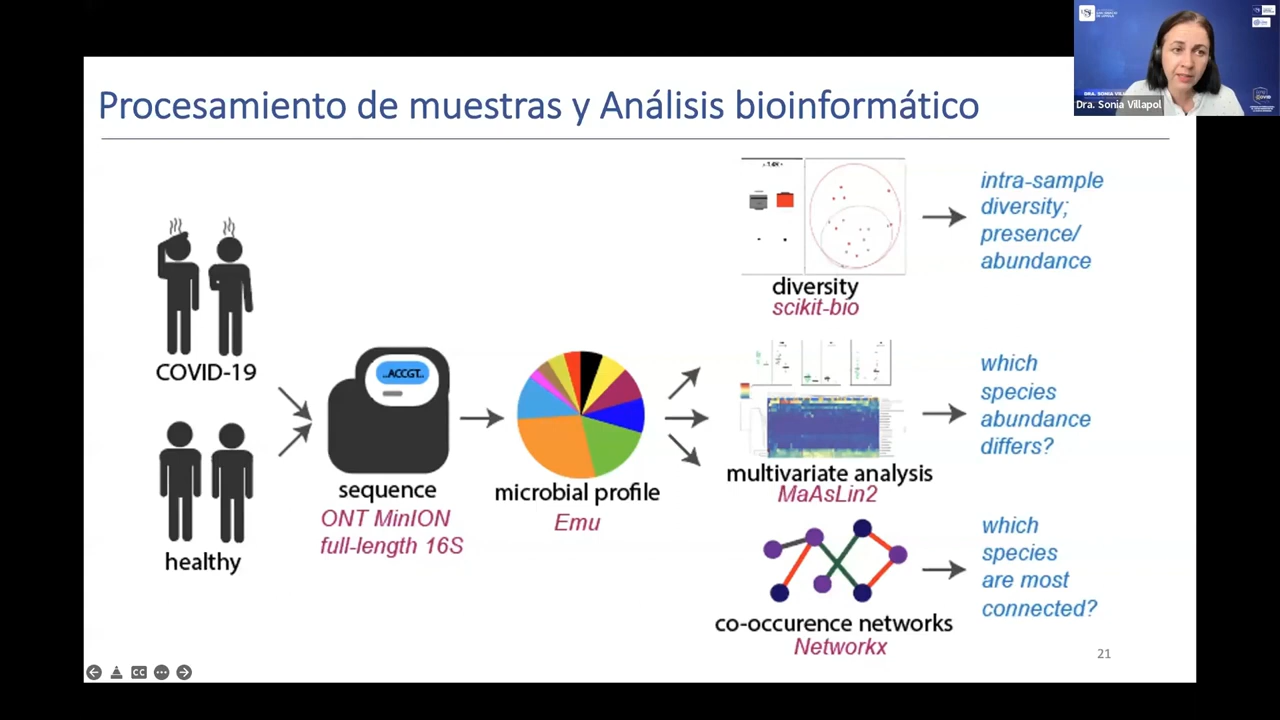 Procesamiento de muestras y Análisis bioinformático
Dra. Sonia Villapol
COVID-19
healthy
..ACCGT..
sequence
ONT MinION
full-length 16S
microbial profile
Emu
diversity
scikit-bio
intra-sample
diversity;
presence/
abundance
multivariate analysis
MaAsLin2
which
species
abundance
differs?
co-occurence networks
Networkx
which
species
are most
connected?
21
CC